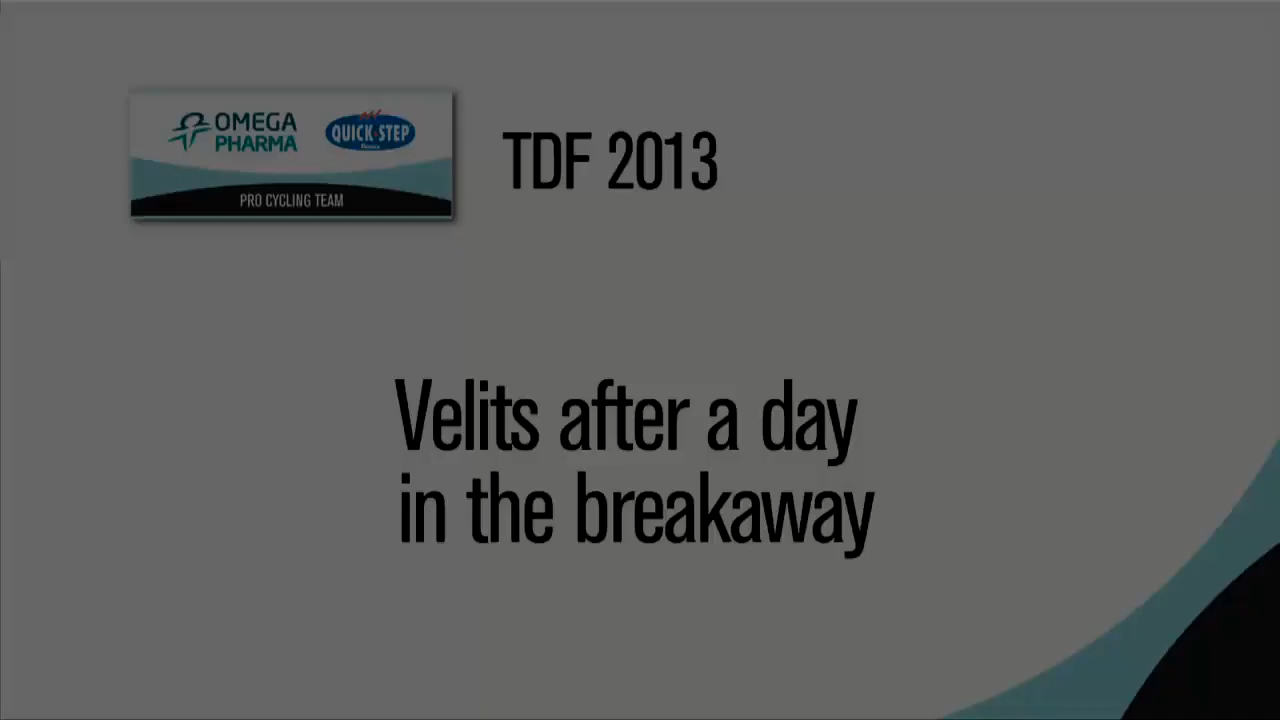 OMEGA
PHARMA
QUICK STEP
PRO CYCLING TEAM
TDF 2013
Velits after a day
in the breakaway